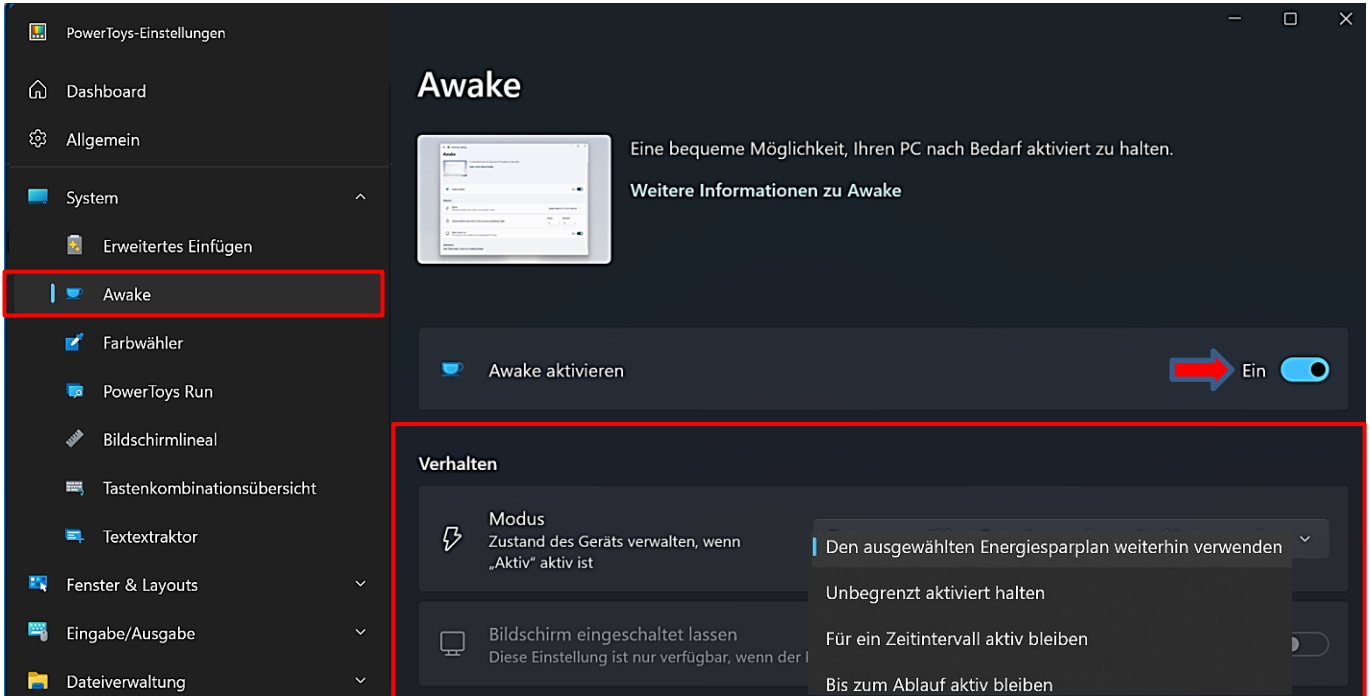 PowerToys-Einstellungen
Dashboard
Allgemein
System
Erweitertes Einfügen
Awake
Farbwähler
PowerToys Run
Bildschirmlineal
Tastenkombinationsübersicht
Textextraktor
Fenster & Layouts
Eingabe/Ausgabe
Dateiverwaltung
Awake
Eine bequeme Möglichkeit, Ihren PC nach Bedarf aktiviert zu halten.
Weitere Informationen zu Awake
Awake aktivieren
Ein
Verhalten
Modus
Zustand des Geräts verwalten, wenn
„Aktiv" aktiv ist
Den ausgewählten Energiesparplan weiterhin verwenden
Unbegrenzt aktiviert halten
Für ein Zeitintervall aktiv bleiben
Bis zum Ablauf aktiv bleiben
Bildschirm eingeschaltet lassen
Diese Einstellung ist nur verfügbar, wenn der